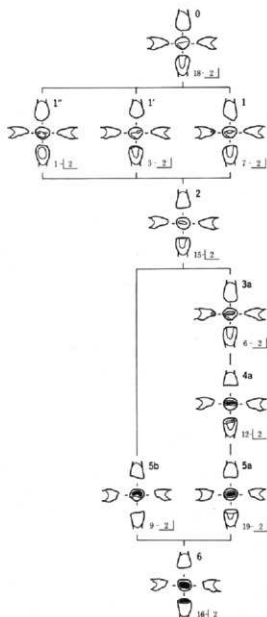 0
18- 2|
1″ 1′ 1
1-|2 3- 2| 7- 2|
2
15-|2
3a
6- 2|
4a
12-|2
5b 5a
9- 2| 19- 2|
6
16-|2